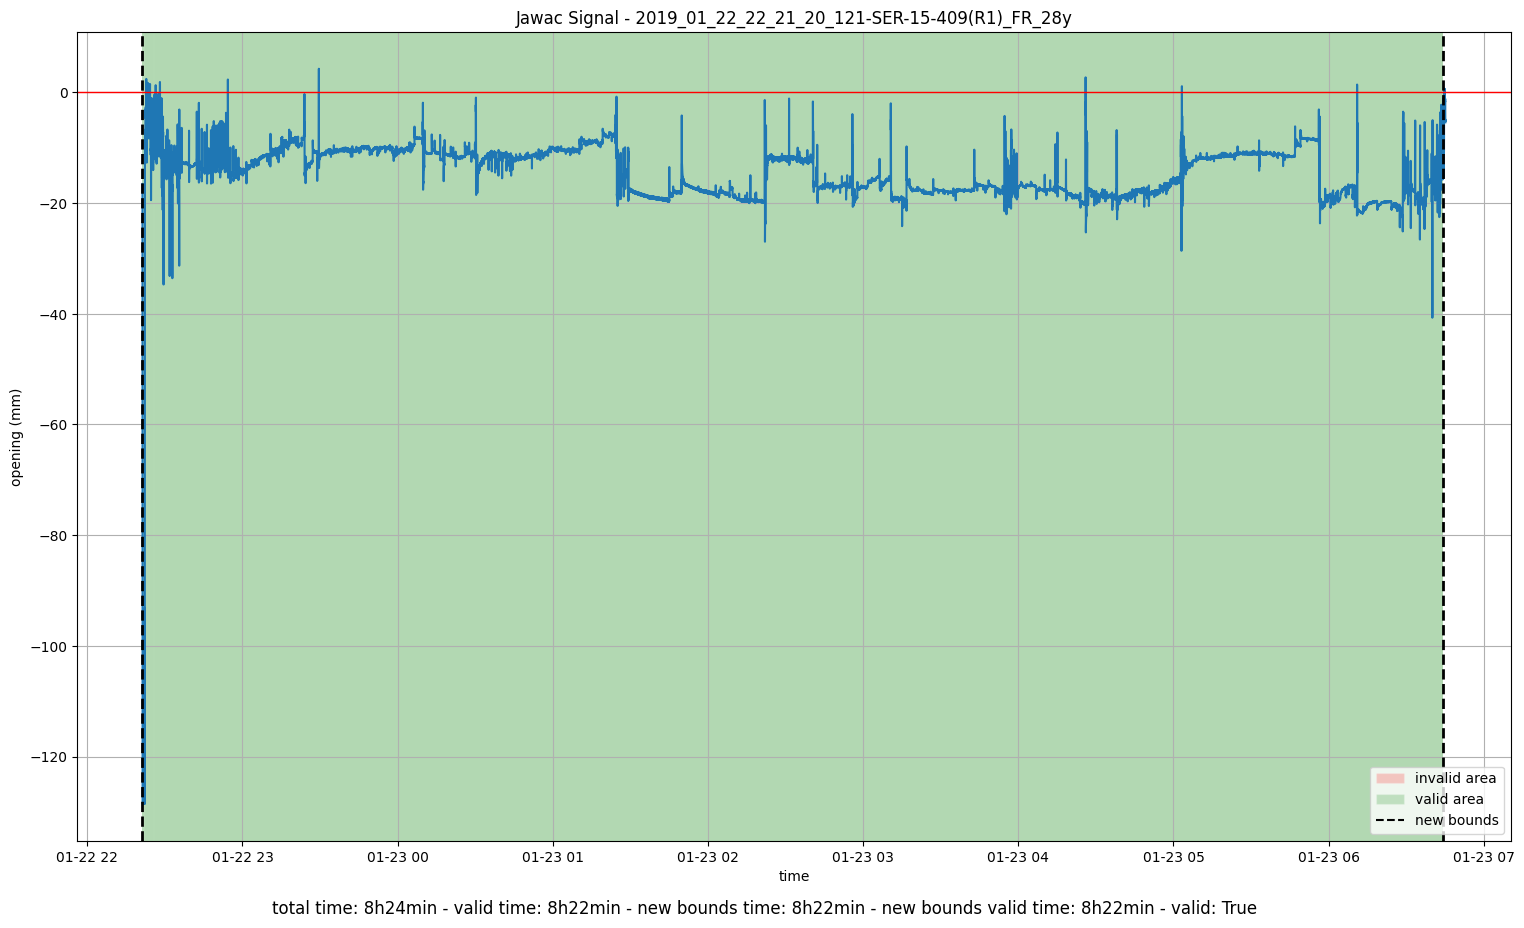 Jawac Signal - 2019_01_22_22_21_20_121-SER-15-409(R1)_FR_28y
opening (mm)
0
−20
−40
−60
−80
−100
−120
invalid area
valid area
new bounds
01-22 22 01-22 23 01-23 00 01-23 01 01-23 02 01-23 03 01-23 04 01-23 05 01-23 06 01-23 07
time
total time: 8h24min - valid time: 8h22min - new bounds time: 8h22min - new bounds valid time: 8h22min - valid: True